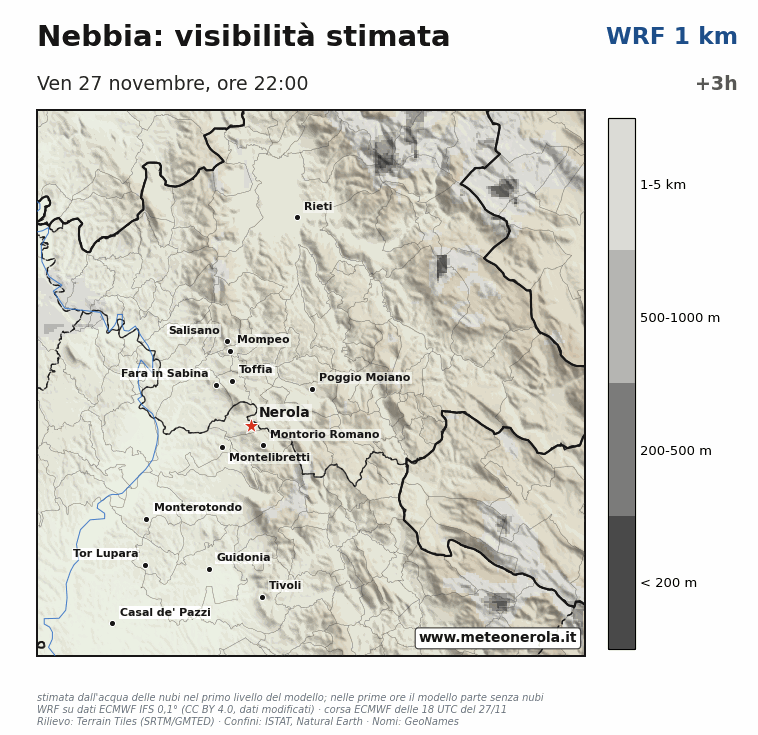 Nebbia: visibilità stimata
WRF 1 km
Ven 27 novembre, ore 22:00
+3h
Rieti
Salisano
Mompeo
Fara in Sabina
Toffia
Poggio Moiano
Nerola
Montorio Romano
Montelibretti
Monterotondo
Tor Lupara
Guidonia
Tivoli
Casal de' Pazzi
www.meteonerola.it
1-5 km
500-1000 m
200-500 m
< 200 m
stimata dall'acqua delle nubi nel primo livello del modello; nelle prime ore il modello parte senza nubi
WRF su dati ECMWF IFS 0,1° (CC BY 4.0, dati modificati) · corsa ECMWF delle 18 UTC del 27/11
Rilievo: Terrain Tiles (SRTM/GMTED) · Confini: ISTAT, Natural Earth · Nomi: GeoNames